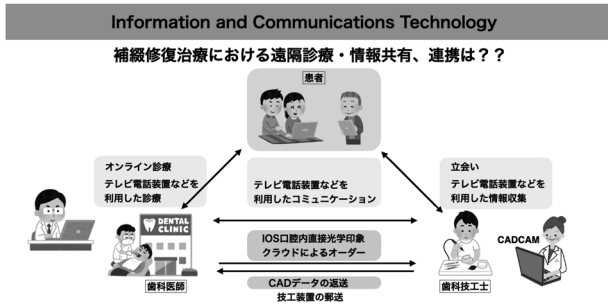 Information and Communications Technology
補綴修復治療における遠隔診療・情報共有、連携は？？
患者
オンライン診療
テレビ電話装置などを
利用した診療
テレビ電話装置などを
利用したコミュニケーション
立会い
テレビ電話装置などを
利用した情報収集
DENTAL
CLINIC
CADCAM
IOS口腔内直接光学印象
クラウドによるオーダー
歯科医師
歯科技工士
CADデータの返送
技工装置の郵送